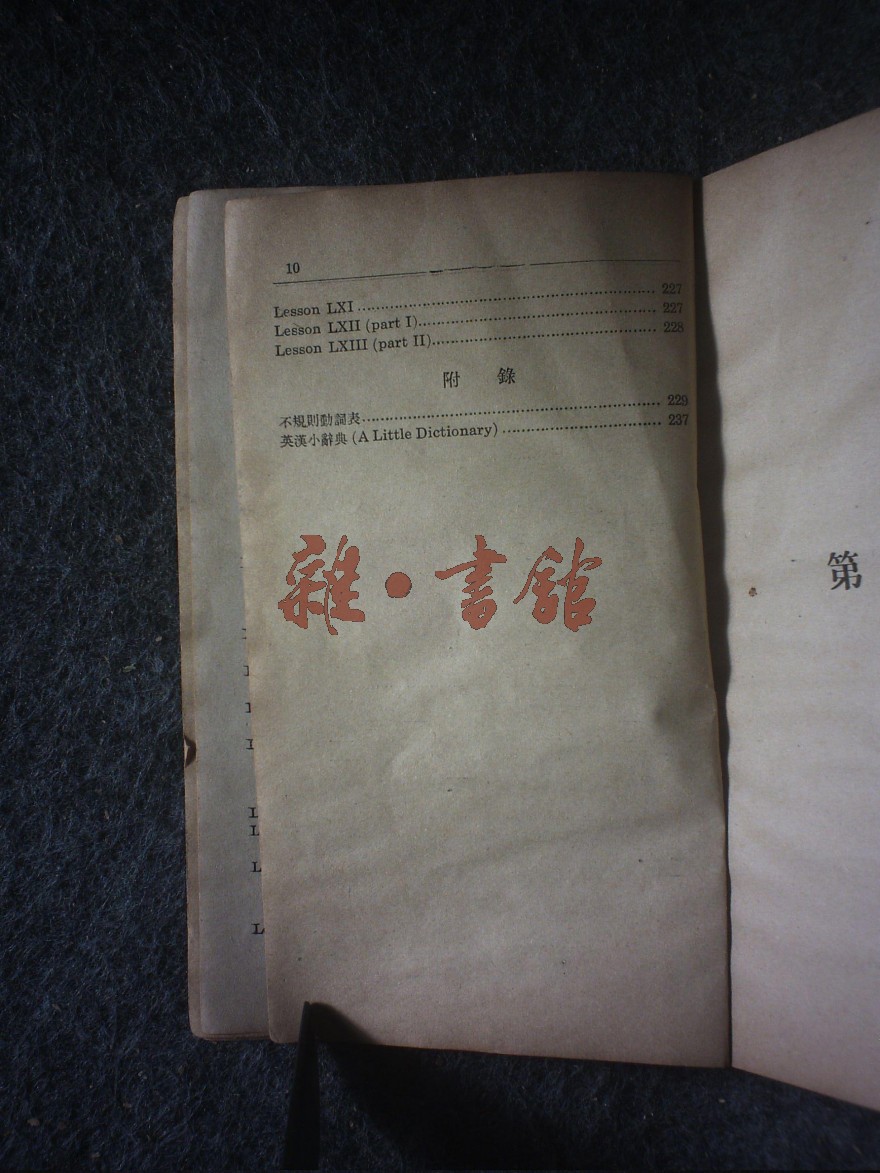 10
Lesson LXI ........................................ 227
Lesson LXII (part I)........................................ 227
Lesson LXIII (part II)........................................ 228
附 錄
不規則動詞表........................................ 229
英漢小辭典 (A Little Dictionary) ........................................ 237
雜·書館
第